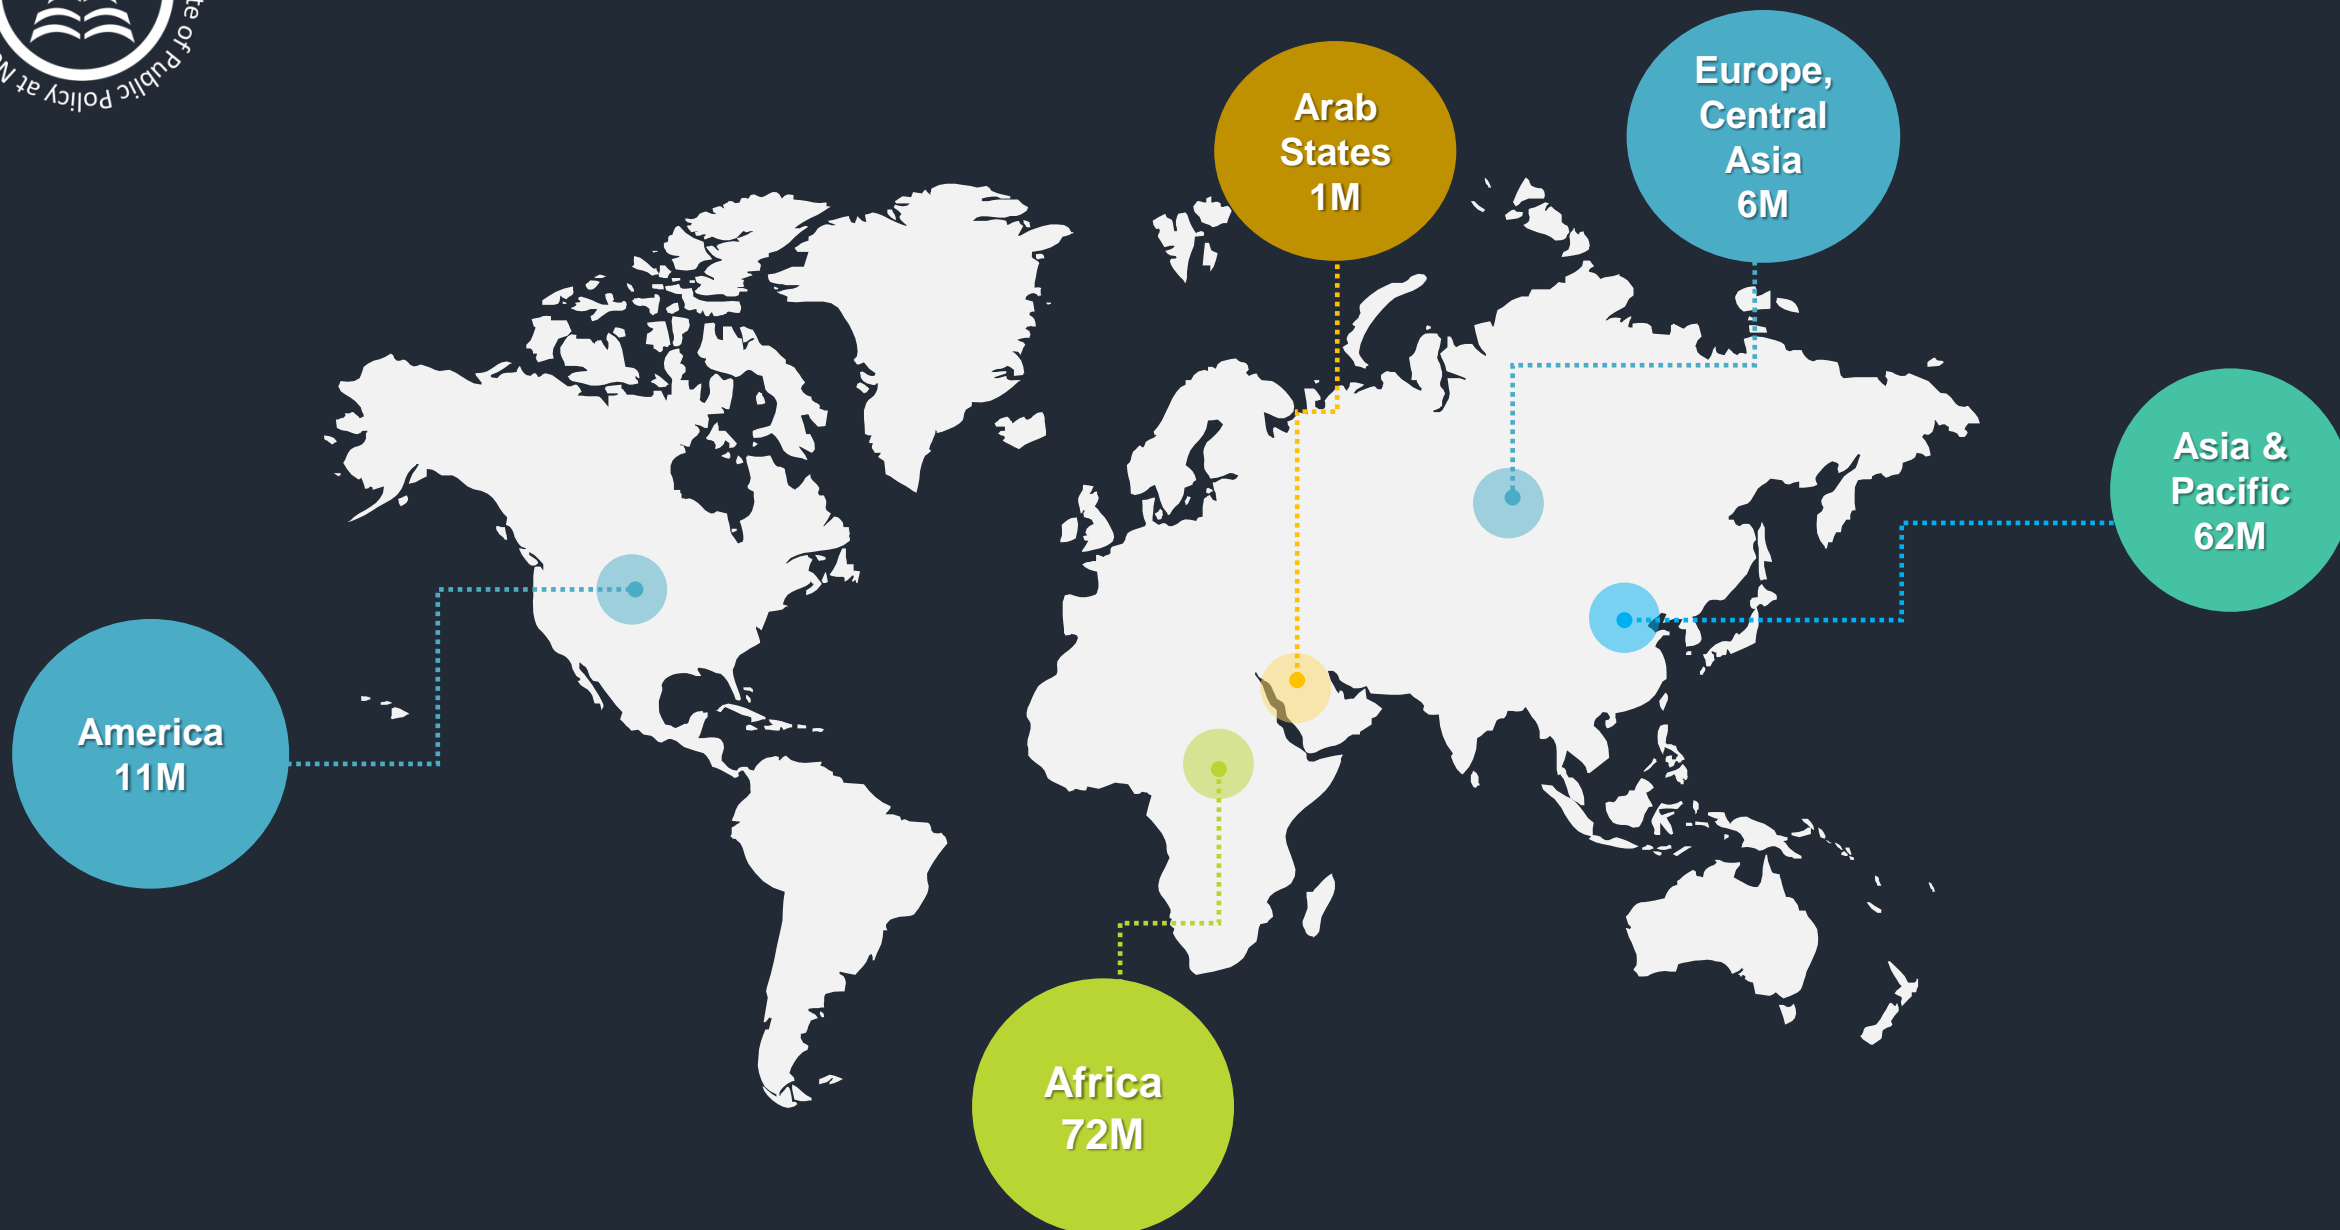 of Public Policy at
Arab
States
1M
Europe,
Central
Asia
6M
Asia &
Pacific
62M
America
11M
Africa
72M